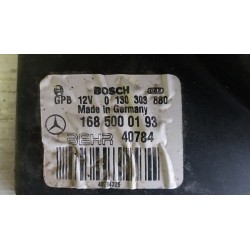 BOSCH
GPB 12V 0 130 303 880
Made in Germany
168 500 01 93
BEHR 40784